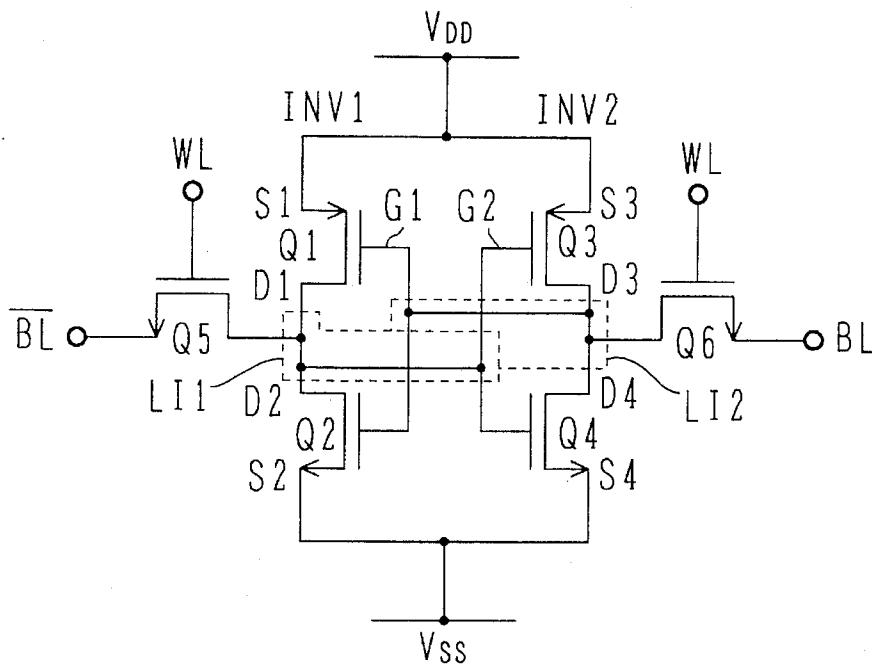 VDD
INV1 INV2
WL WL
S1 G1 G2 S3
Q1 Q3
D1 D3
B̅L̅ Q5 Q6 BL
LI1 D2 D4 LI2
Q2 Q4
S2 S4
VSS